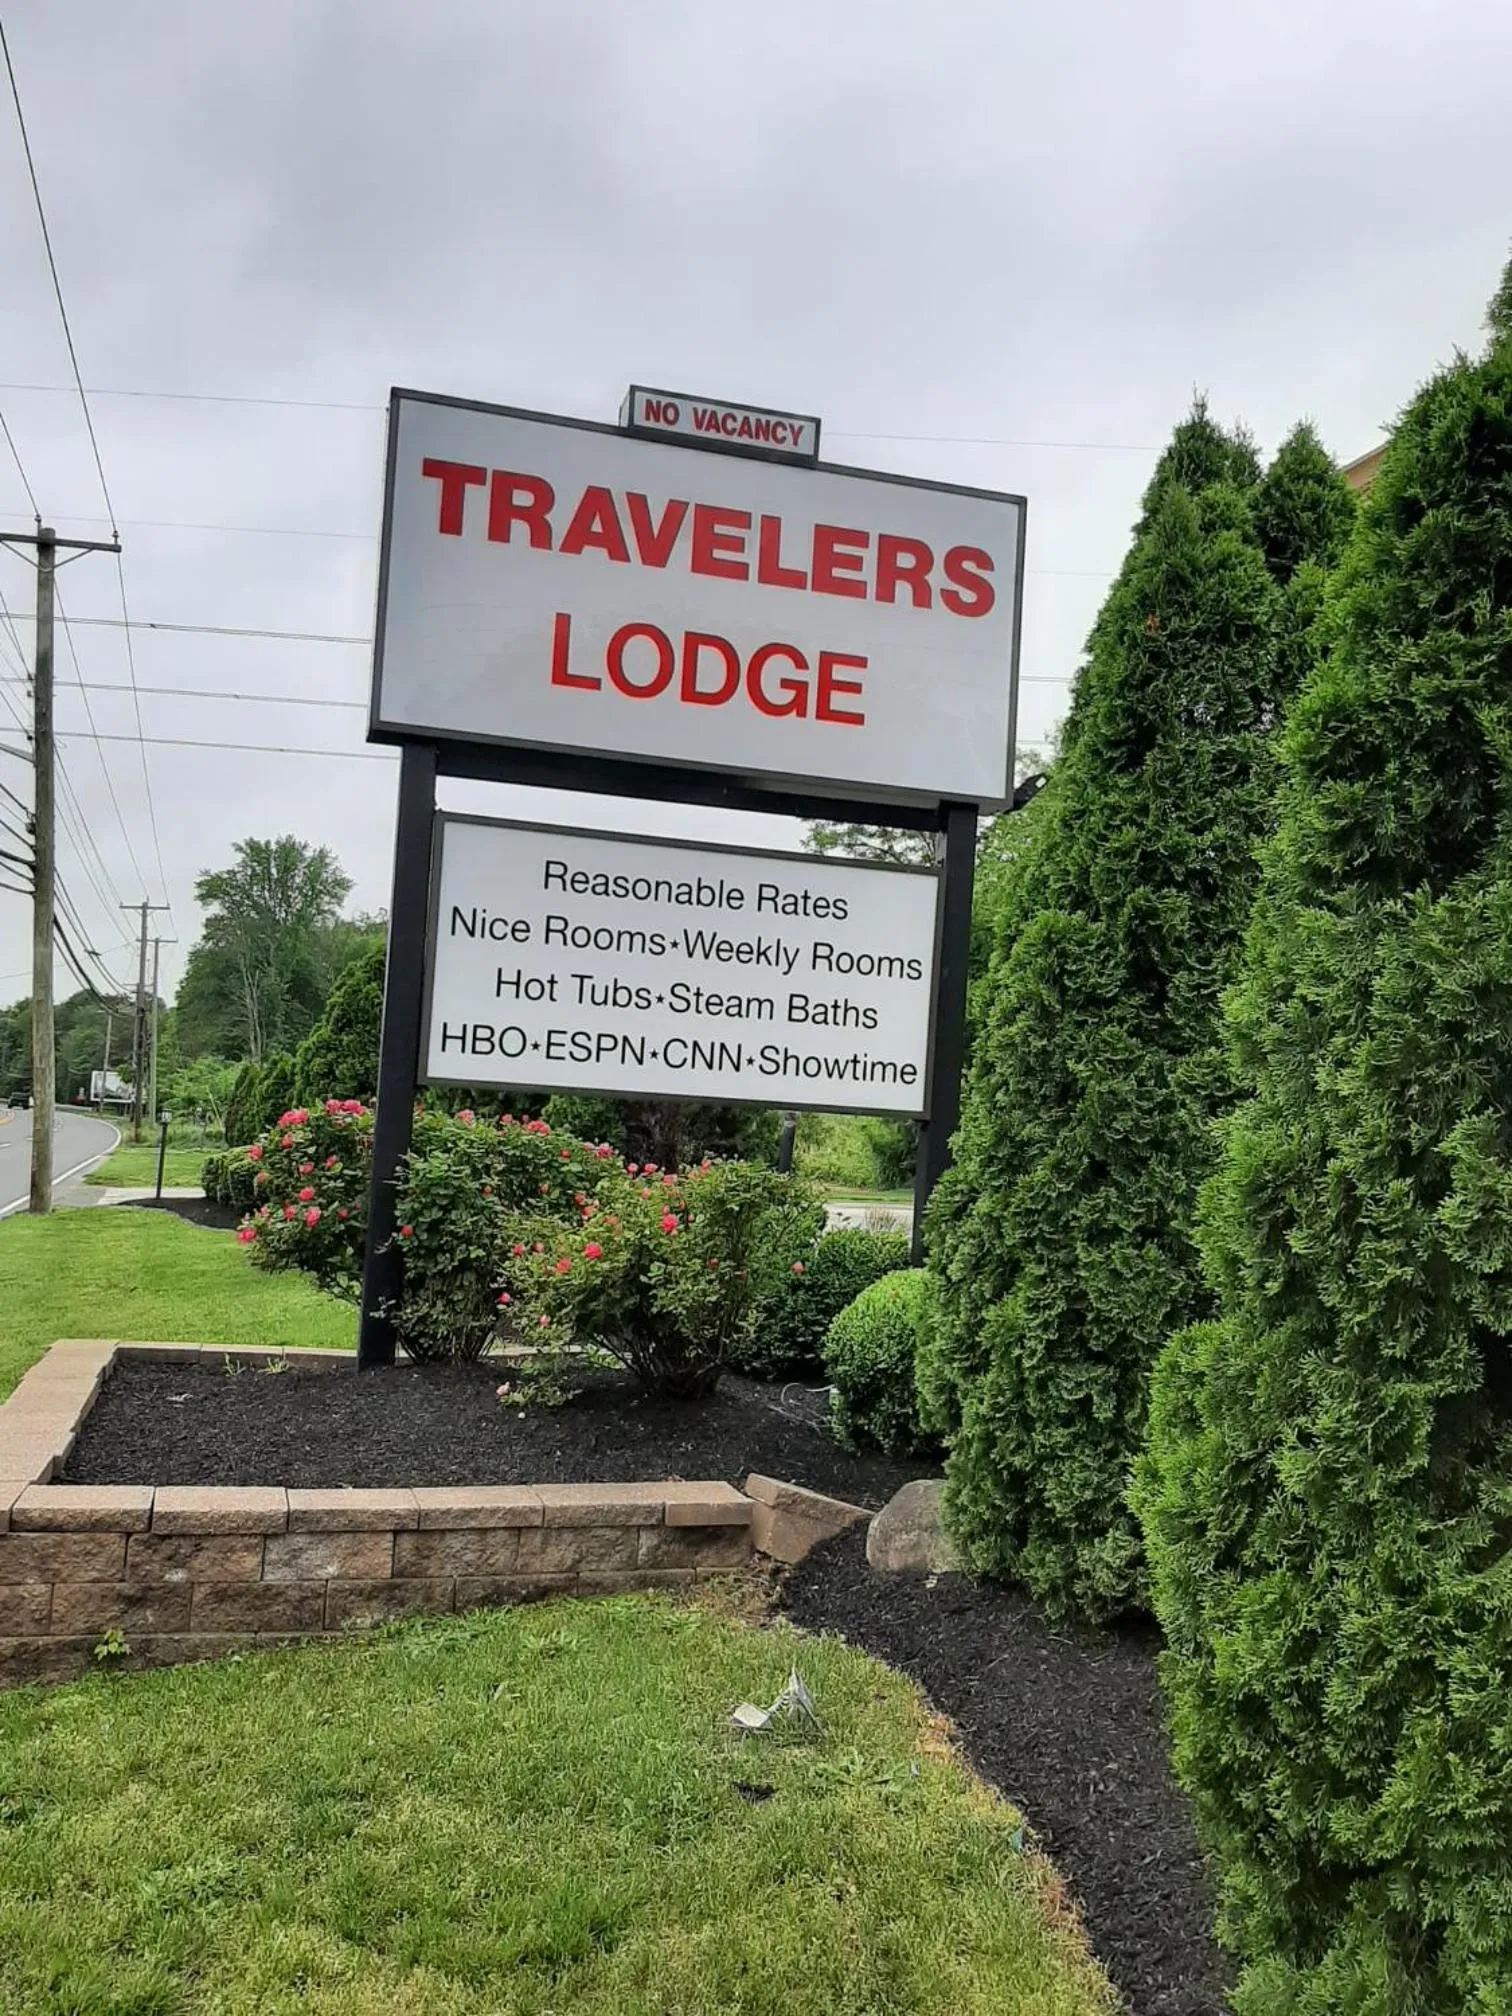 NO VACANCY
TRAVELERS
LODGE
Reasonable Rates
Nice Rooms⋆Weekly Rooms
Hot Tubs⋆Steam Baths
HBO⋆ESPN⋆CNN⋆Showtime